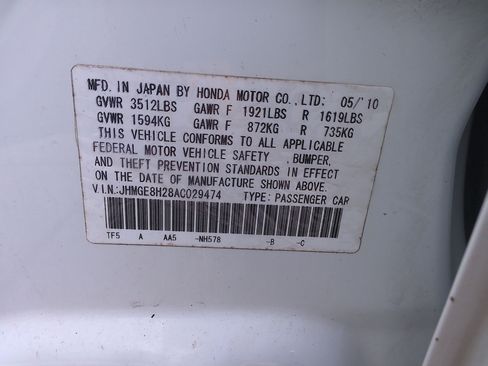 MFD. IN JAPAN BY HONDA MOTOR CO., LTD: 05/'10
GVWR 3512LBS GAWR F 1921LBS R 1619LBS
GVWR 1594KG GAWR F 872KG R 735KG
THIS VEHICLE CONFORMS TO ALL APPLICABLE
FEDERAL MOTOR VEHICLE SAFETY , BUMPER,
AND THEFT PREVENTION STANDARDS IN EFFECT
ON THE DATE OF MANUFACTURE SHOWN ABOVE.
V.I.N.:JHMGE8H28AC029474 TYPE: PASSENGER CAR
TF5 A AA5 -NH578 -B -C